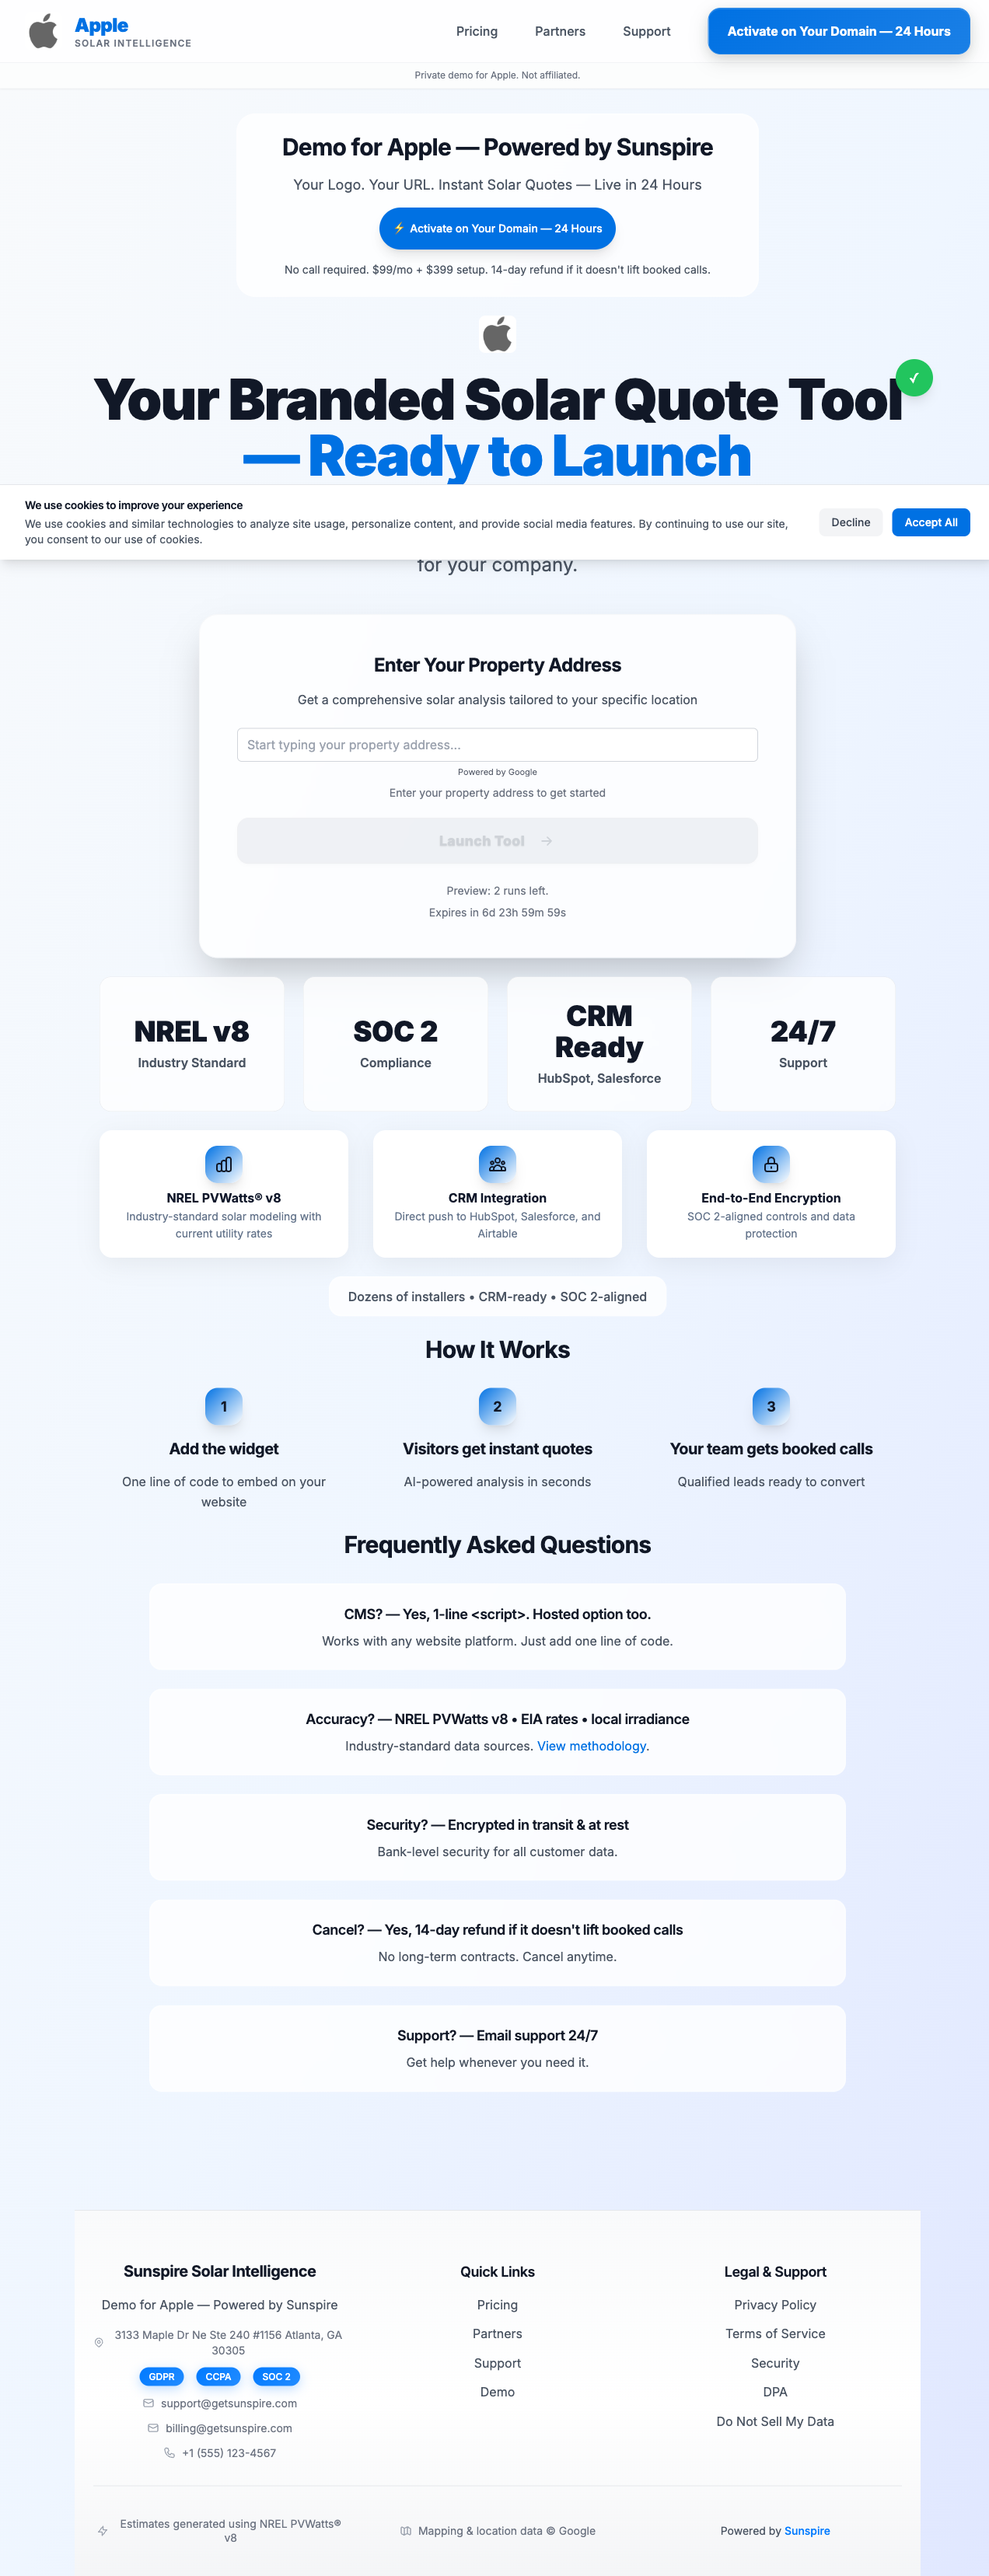 Apple
SOLAR INTELLIGENCE
Pricing
Partners
Support
Activate on Your Domain — 24 Hours
Private demo for Apple. Not affiliated.
Demo for Apple — Powered by Sunspire
Your Logo. Your URL. Instant Solar Quotes — Live in 24 Hours
⚡ Activate on Your Domain — 24 Hours
No call required. $99/mo + $399 setup. 14-day refund if it doesn't lift booked calls.
Your Branded Solar Quote Tool
✓
— Ready to Launch
We use cookies to improve your experience
We use cookies and similar technologies to analyze site usage, personalize content, and provide social media features. By continuing to use our site,
you consent to our use of cookies.
Decline
Accept All
for your company.
Enter Your Property Address
Get a comprehensive solar analysis tailored to your specific location
Start typing your property address...
Powered by Google
Enter your property address to get started
Launch Tool →
Preview: 2 runs left.
Expires in 6d 23h 59m 59s
NREL v8
Industry Standard
SOC 2
Compliance
CRM
Ready
HubSpot, Salesforce
24/7
Support
NREL PVWatts® v8
Industry-standard solar modeling with
current utility rates
CRM Integration
Direct push to HubSpot, Salesforce, and
Airtable
End-to-End Encryption
SOC 2-aligned controls and data
protection
Dozens of installers • CRM-ready • SOC 2-aligned
How It Works
1
Add the widget
One line of code to embed on your
website
2
Visitors get instant quotes
AI-powered analysis in seconds
3
Your team gets booked calls
Qualified leads ready to convert
Frequently Asked Questions
CMS? — Yes, 1-line <script>. Hosted option too.
Works with any website platform. Just add one line of code.
Accuracy? — NREL PVWatts v8 • EIA rates • local irradiance
Industry-standard data sources. View methodology.
Security? — Encrypted in transit & at rest
Bank-level security for all customer data.
Cancel? — Yes, 14-day refund if it doesn't lift booked calls
No long-term contracts. Cancel anytime.
Support? — Email support 24/7
Get help whenever you need it.
Sunspire Solar Intelligence
Demo for Apple — Powered by Sunspire
3133 Maple Dr Ne Ste 240 #1156 Atlanta, GA
30305
GDPR
CCPA
SOC 2
support@getsunspire.com
billing@getsunspire.com
+1 (555) 123-4567
Quick Links
Pricing
Partners
Support
Demo
Legal & Support
Privacy Policy
Terms of Service
Security
DPA
Do Not Sell My Data
Estimates generated using NREL PVWatts®
v8
Mapping & location data © Google
Powered by Sunspire